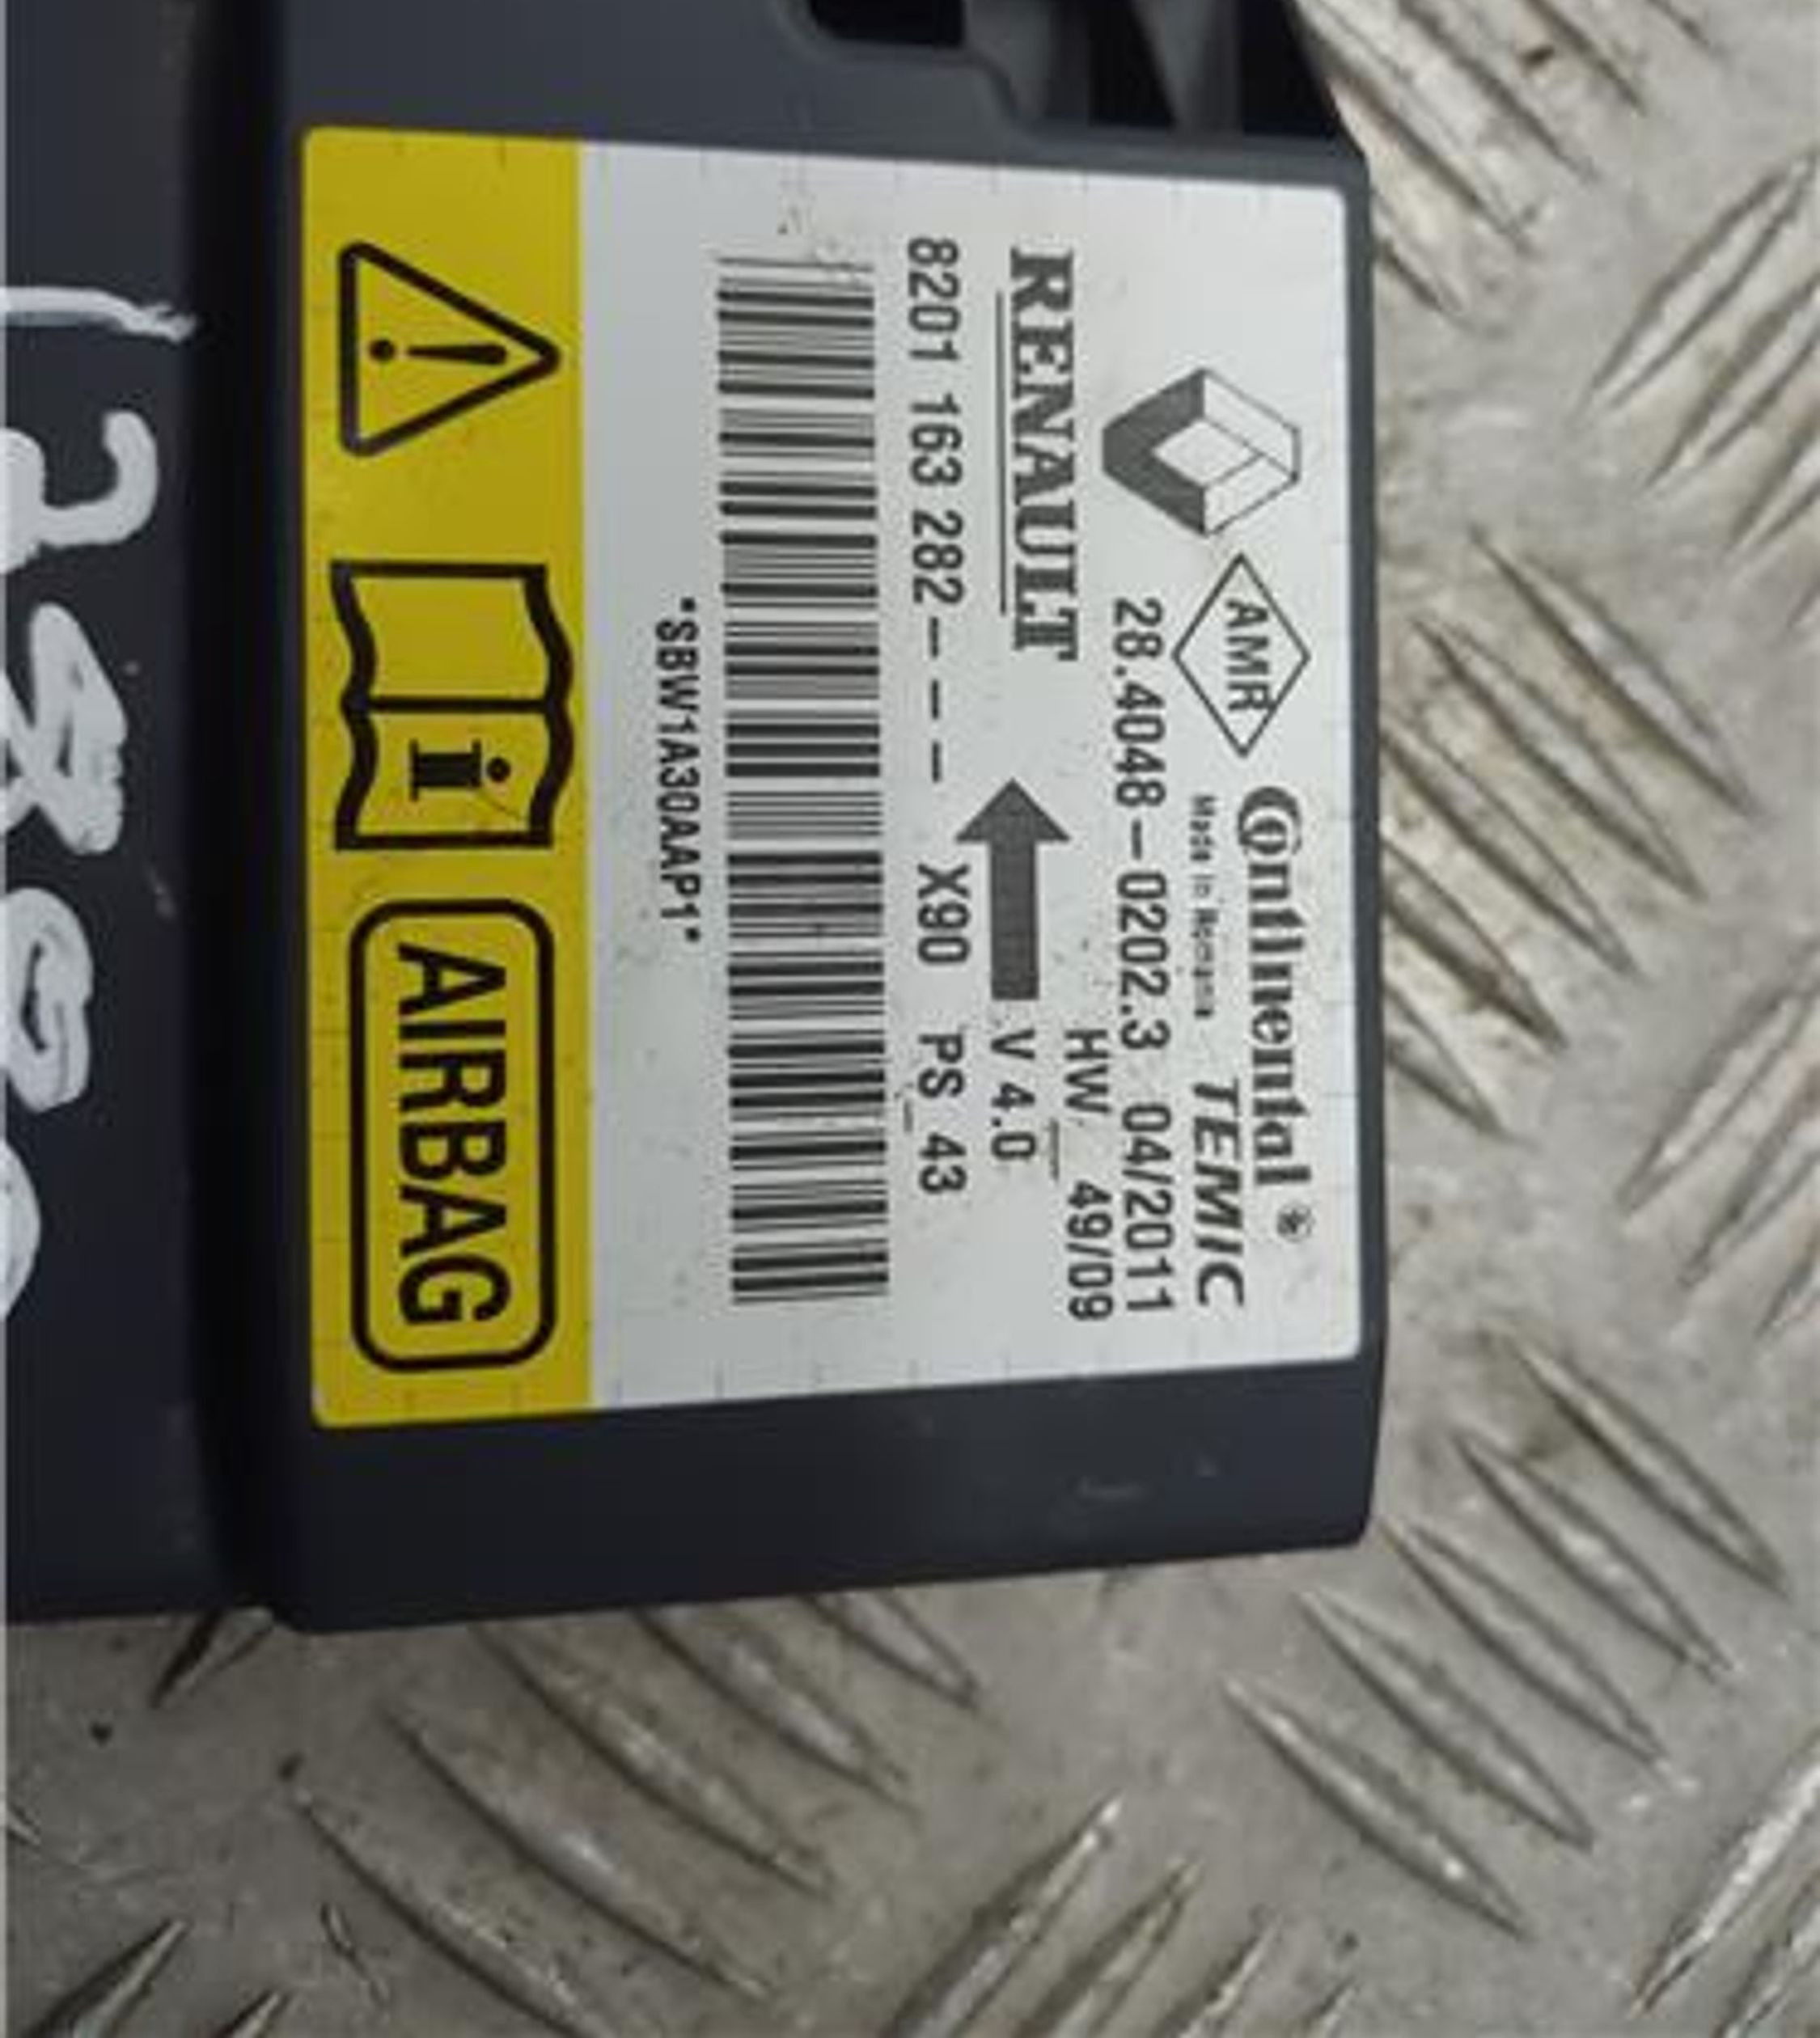 AMR
Continental®
Made in Romania
TEMIC
28.4048-0202.3 04/2011
HW 49/09
RENAULT
V 4.0
8201 163 282--- X90 PS 43
*SBW1A30AAP1*
i
AIRBAG